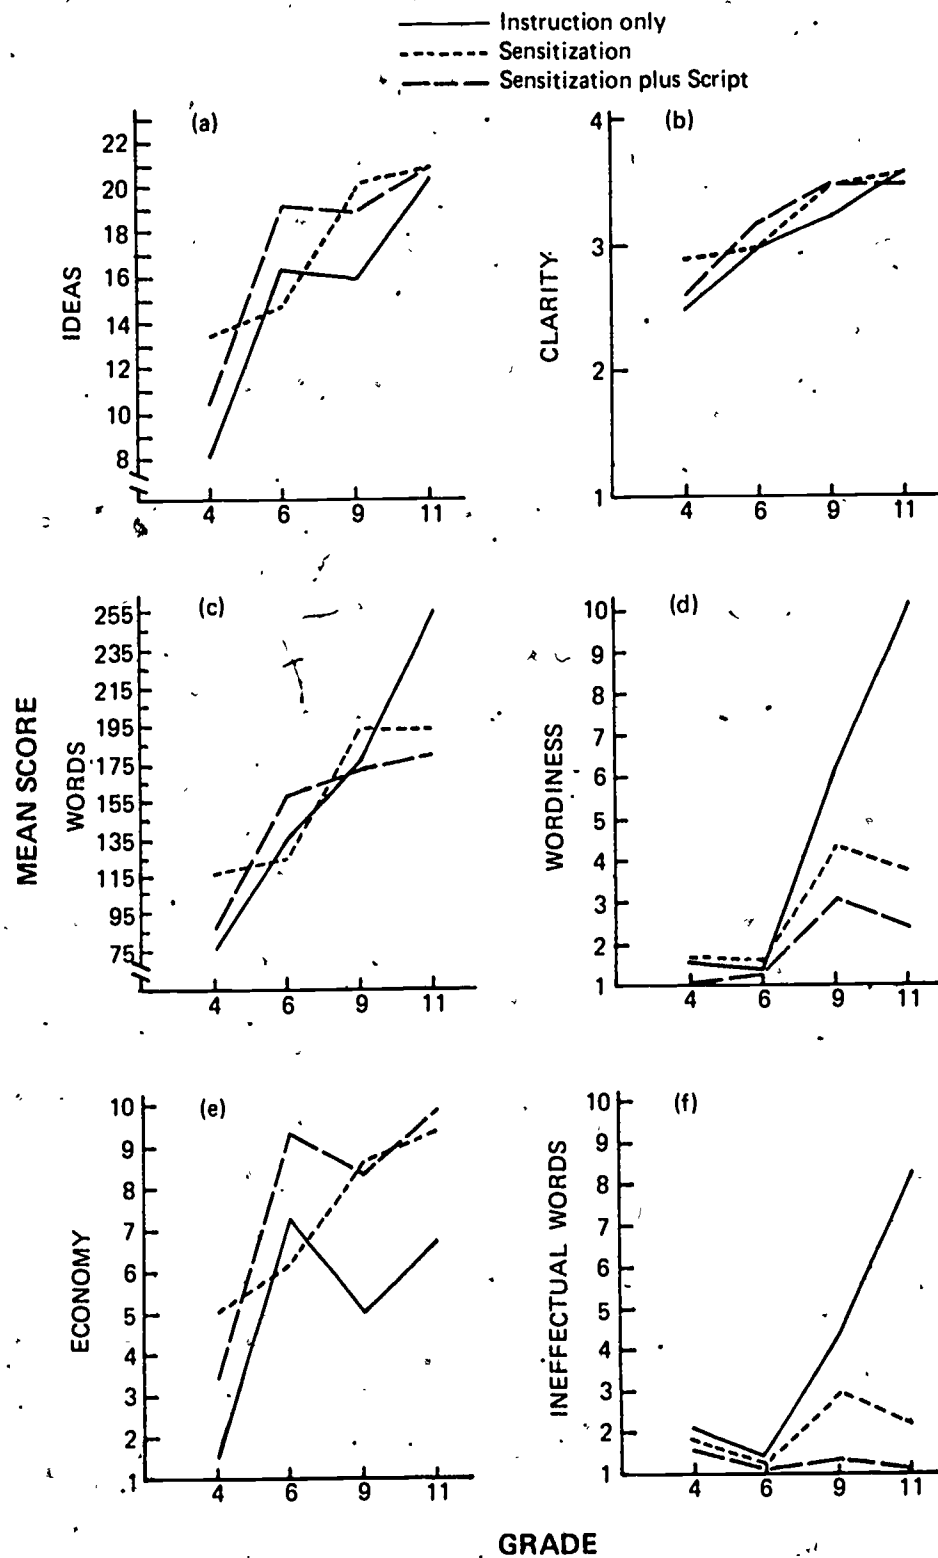 Instruction only
Sensitization
Sensitization plus Script
(a)
22
20
18
16
14
12
10
8
IDEAS
4 6 9 11
(b)
4
3
2
1
CLARITY
4 6 9 11
MEAN SCORE
(c)
255
235
215
195
175
155
135
115
95
75
WORDS
4 6 9 11
(d)
10
9
8
7
6
5
4
3
2
1
WORDINESS
4 6 9 11
(e)
10
9
8
7
6
5
4
3
2
1
ECONOMY
4 6 9 11
(f)
10
9
8
7
6
5
4
3
2
1
INEFFECTUAL WORDS
4 6 9 11
GRADE